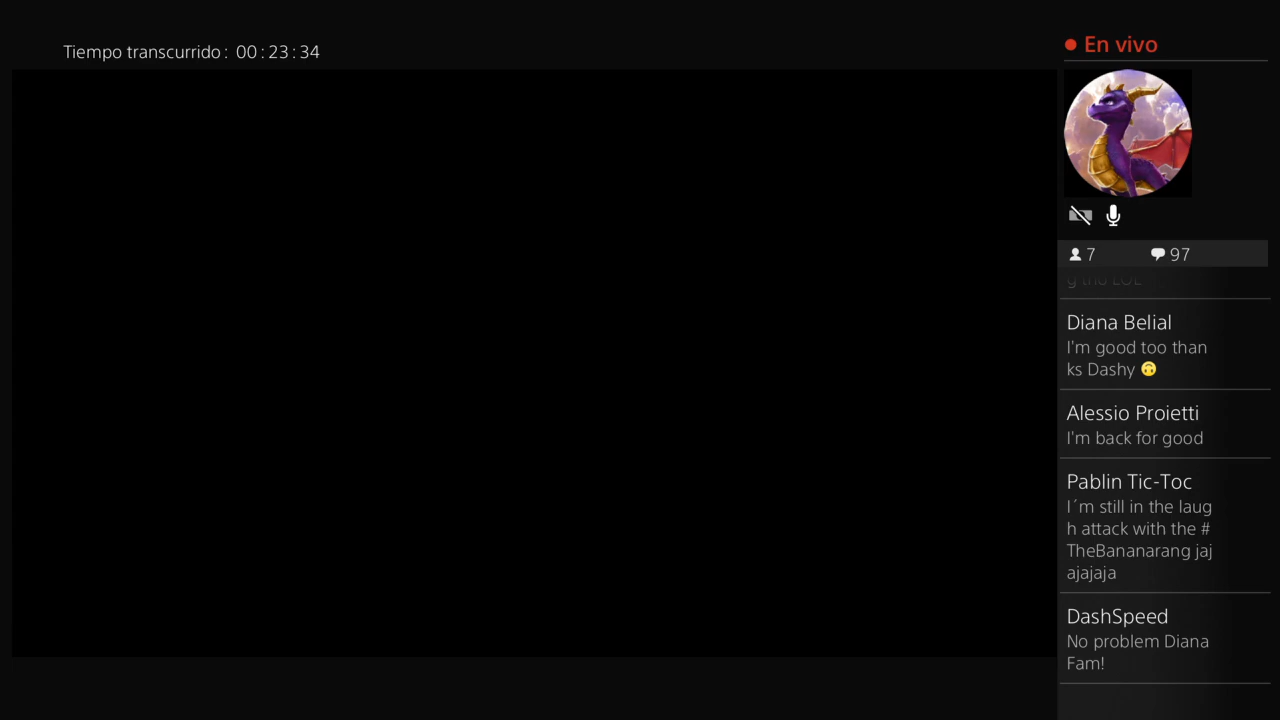 Tiempo transcurrido : 00 : 23 : 34
En vivo
7 97
Diana Belial
I'm good too than
ks Dashy 🙃
Alessio Proietti
I'm back for good
Pablin Tic-Toc
I´m still in the laug
h attack with the #
TheBananarang jaj
ajajaja
DashSpeed
No problem Diana
Fam!